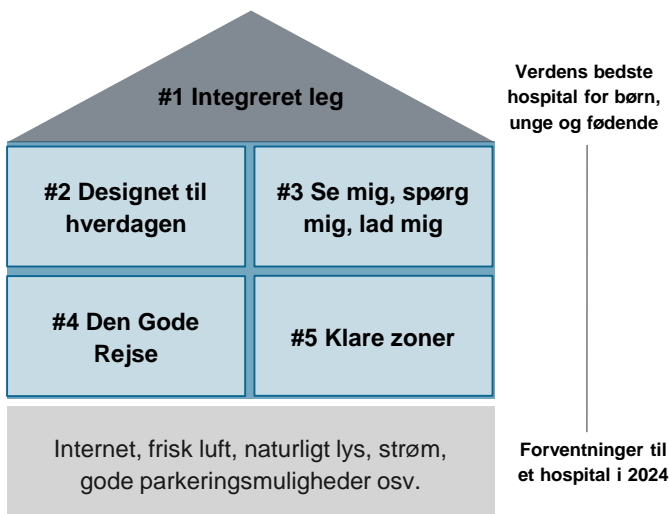 #1 Integreret leg
Verdens bedste
hospital for børn,
unge og fødende
#2 Designet til
hverdagen
#3 Se mig, spørg
mig, lad mig
#4 Den Gode
Rejse
#5 Klare zoner
Internet, frisk luft, naturligt lys, strøm,
gode parkeringsmuligheder osv.
Forventninger til
et hospital i 2024